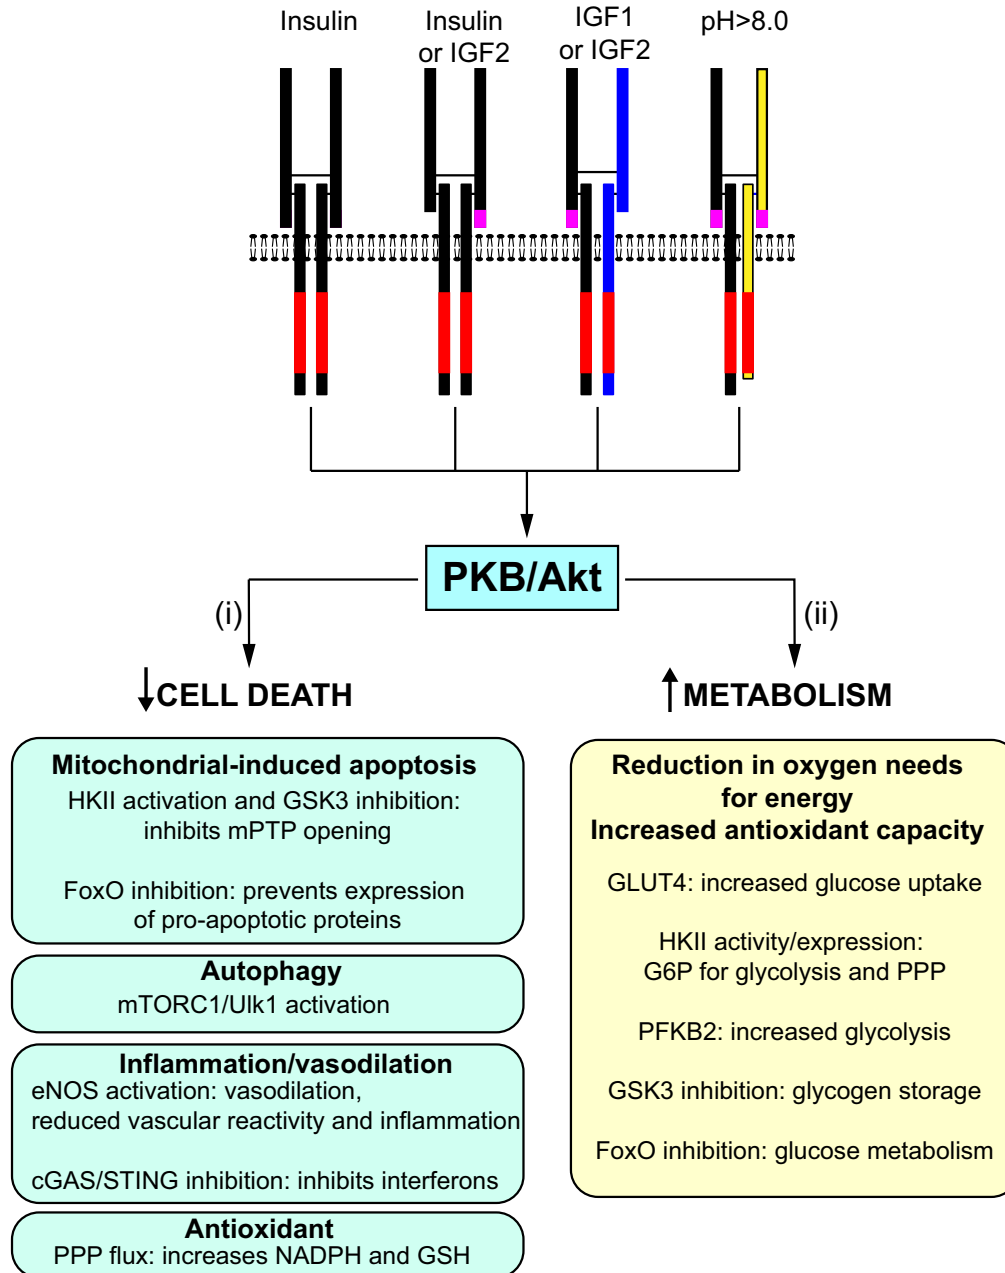 Insulin
Insulin
or IGF2
IGF1
or IGF2
pH>8.0
PKB/Akt
(i)
(ii)
CELL DEATH
METABOLISM
Mitochondrial-induced apoptosis
HKII activation and GSK3 inhibition:
inhibits mPTP opening
FoxO inhibition: prevents expression
of pro-apoptotic proteins
Autophagy
mTORC1/Ulk1 activation
Inflammation/vasodilation
eNOS activation: vasodilation,
reduced vascular reactivity and inflammation
cGAS/STING inhibition: inhibits interferons
Antioxidant
PPP flux: increases NADPH and GSH
Reduction in oxygen needs
for energy
Increased antioxidant capacity
GLUT4: increased glucose uptake
HKII activity/expression:
G6P for glycolysis and PPP
PFKB2: increased glycolysis
GSK3 inhibition: glycogen storage
FoxO inhibition: glucose metabolism